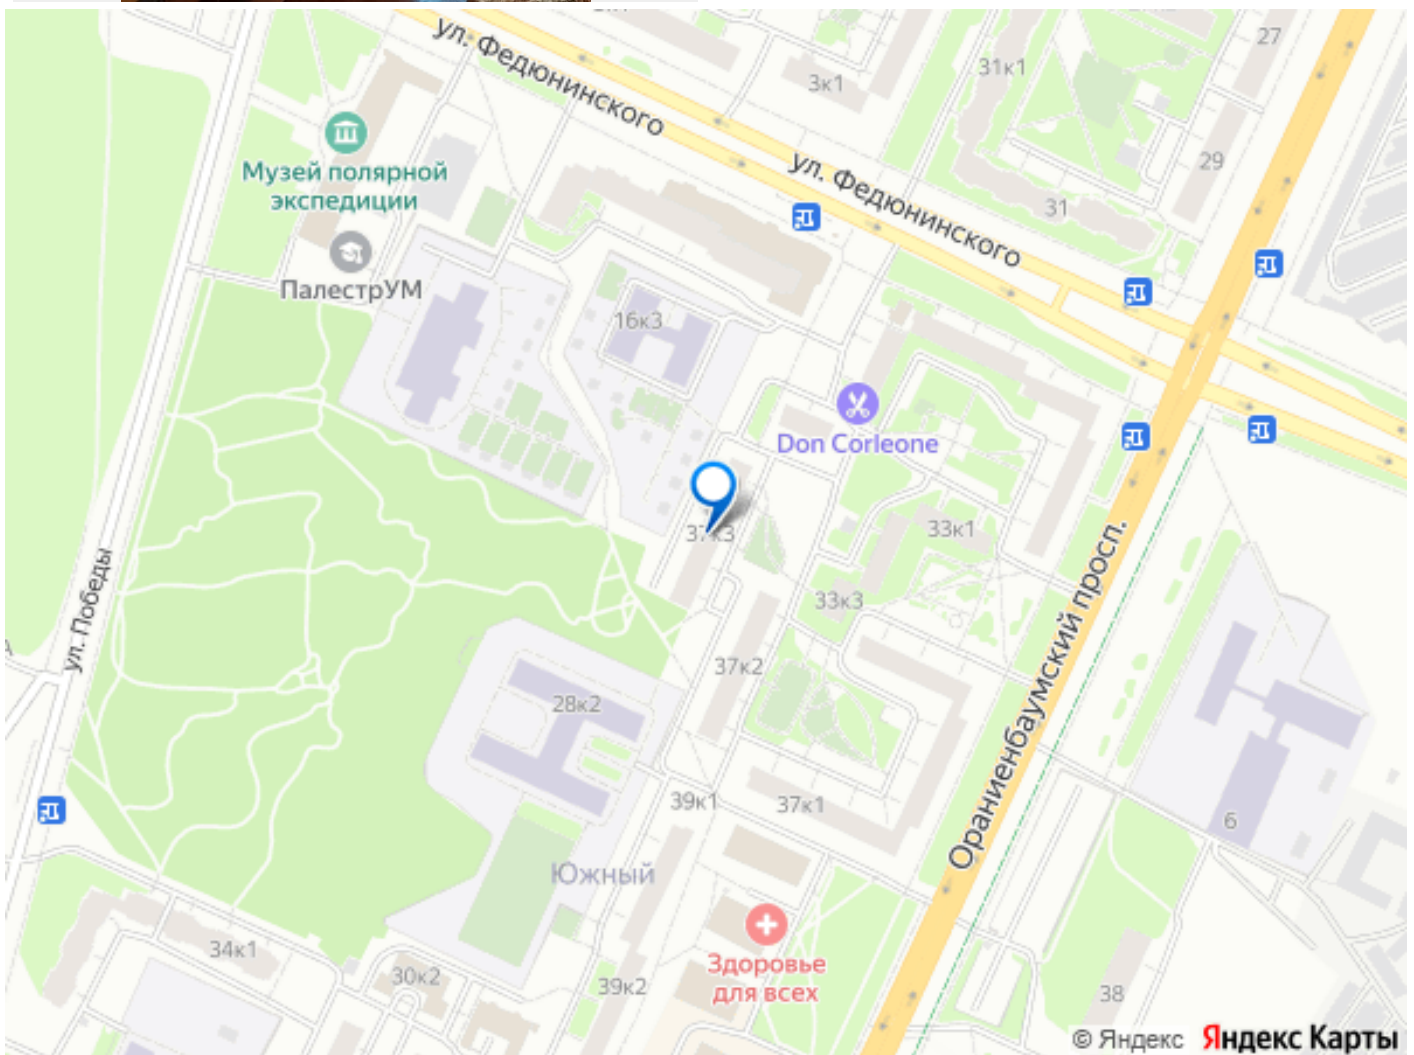 ул. Федюнинского
3к1
31к1
27
29
31
ул. Федюнинского
Музей полярной
экспедиции
ПалестрУМ
16к3
Don Corleone
37к3
33к1
33к3
ул. Победы
37к2
28к2
Ораниенбаумский просп.
39к1
37к1
6
Южный
34к1
30к2
39к2
Здоровье
для всех
38
© Яндекс Яндекс Карты